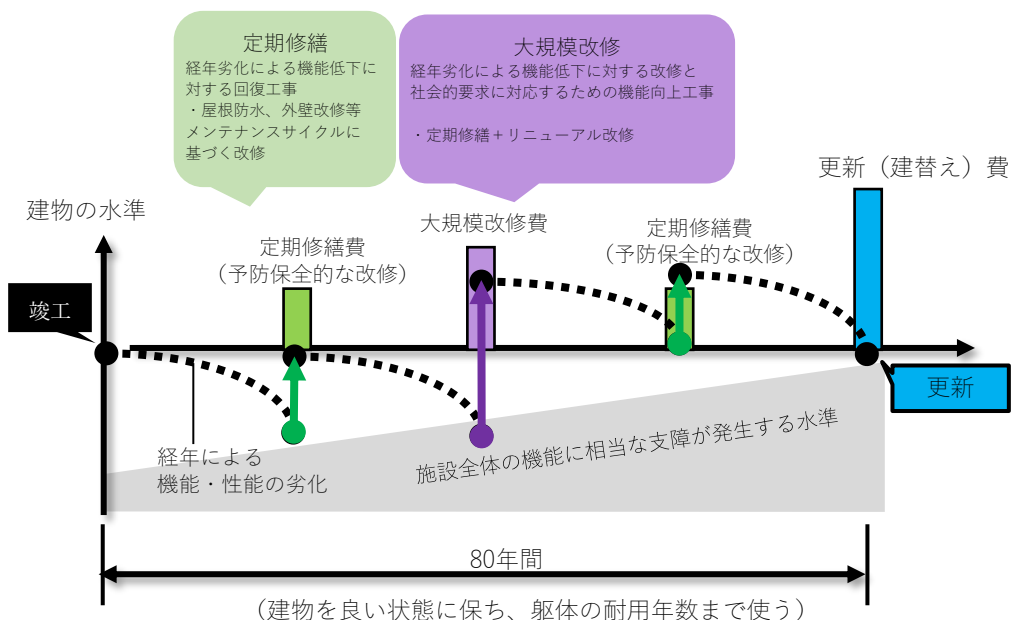 定期修繕
経年劣化による機能低下に
対する回復工事
・屋根防水、外壁改修等
メンテナンスサイクルに
基づく改修
大規模改修
経年劣化による機能低下に対する改修と
社会的要求に対応するための機能向上工事
・定期修繕+リニューアル改修
更新（建替え）費
建物の水準
定期修繕費
（予防保全的な改修）
大規模改修費
定期修繕費
（予防保全的な改修）
竣工
更新
経年による
機能・性能の劣化
施設全体の機能に相当な支障が発生する水準
80年間
（建物を良い状態に保ち、躯体の耐用年数まで使う）